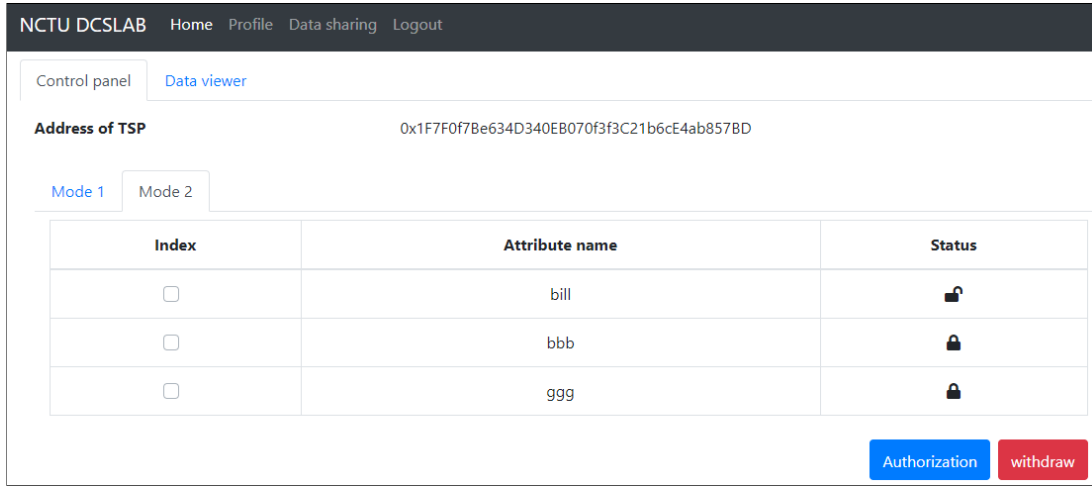 NCTU DCSLAB Home Profile Data sharing Logout
Control panel Data viewer
Address of TSP 0x1F7F0f7Be634D340EB070f3f3C21b6cE4ab857BD
Mode 1 Mode 2
Index Attribute name Status
bill
bbb
ggg
Authorization withdraw